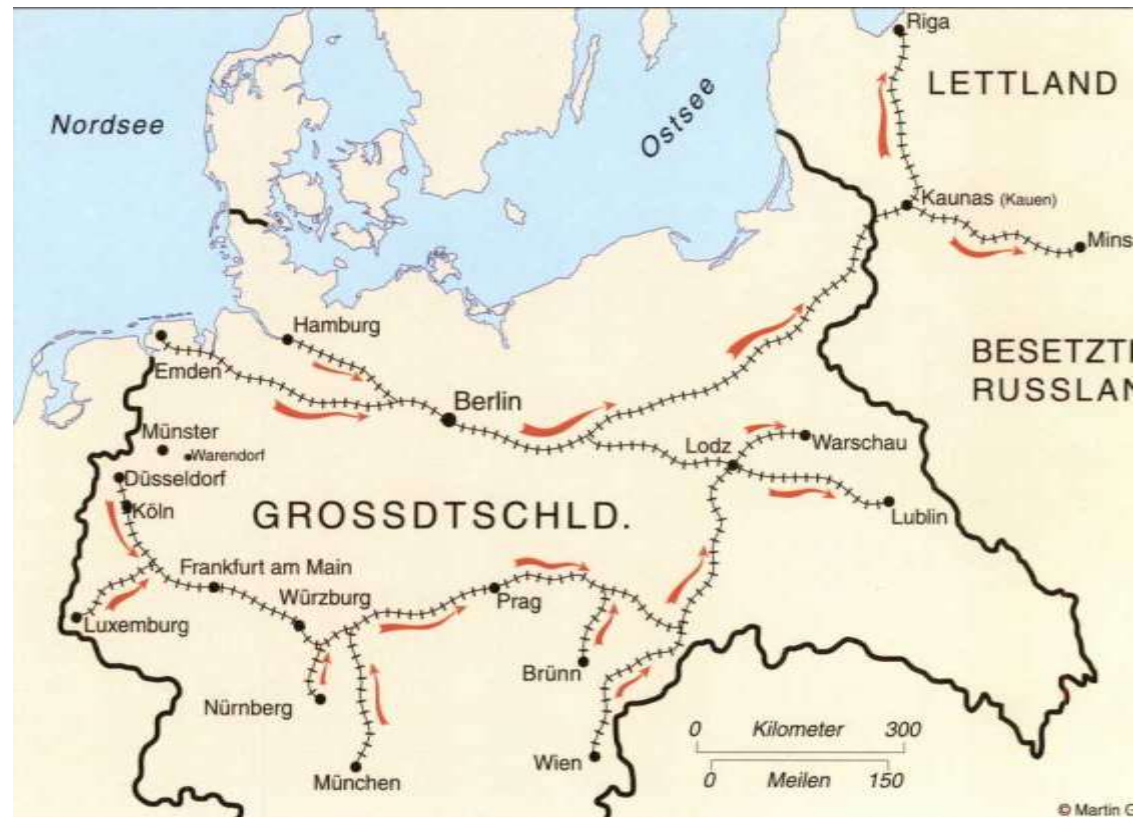 Riga
LETTLAND
Nordsee
Ostsee
Kaunas (Kauen)
Mins
Hamburg
Emden
BESETZT
RUSSLAN
Berlin
Münster
Warendorf
Lodz
Warschau
Düsseldorf
Köln
GROSSDTSCHLD.
Lublin
Frankfurt am Main
Würzburg
Prag
Luxemburg
Brünn
Nürnberg
0 Kilometer 300
Wien
0 Meilen 150
München
© Martin G